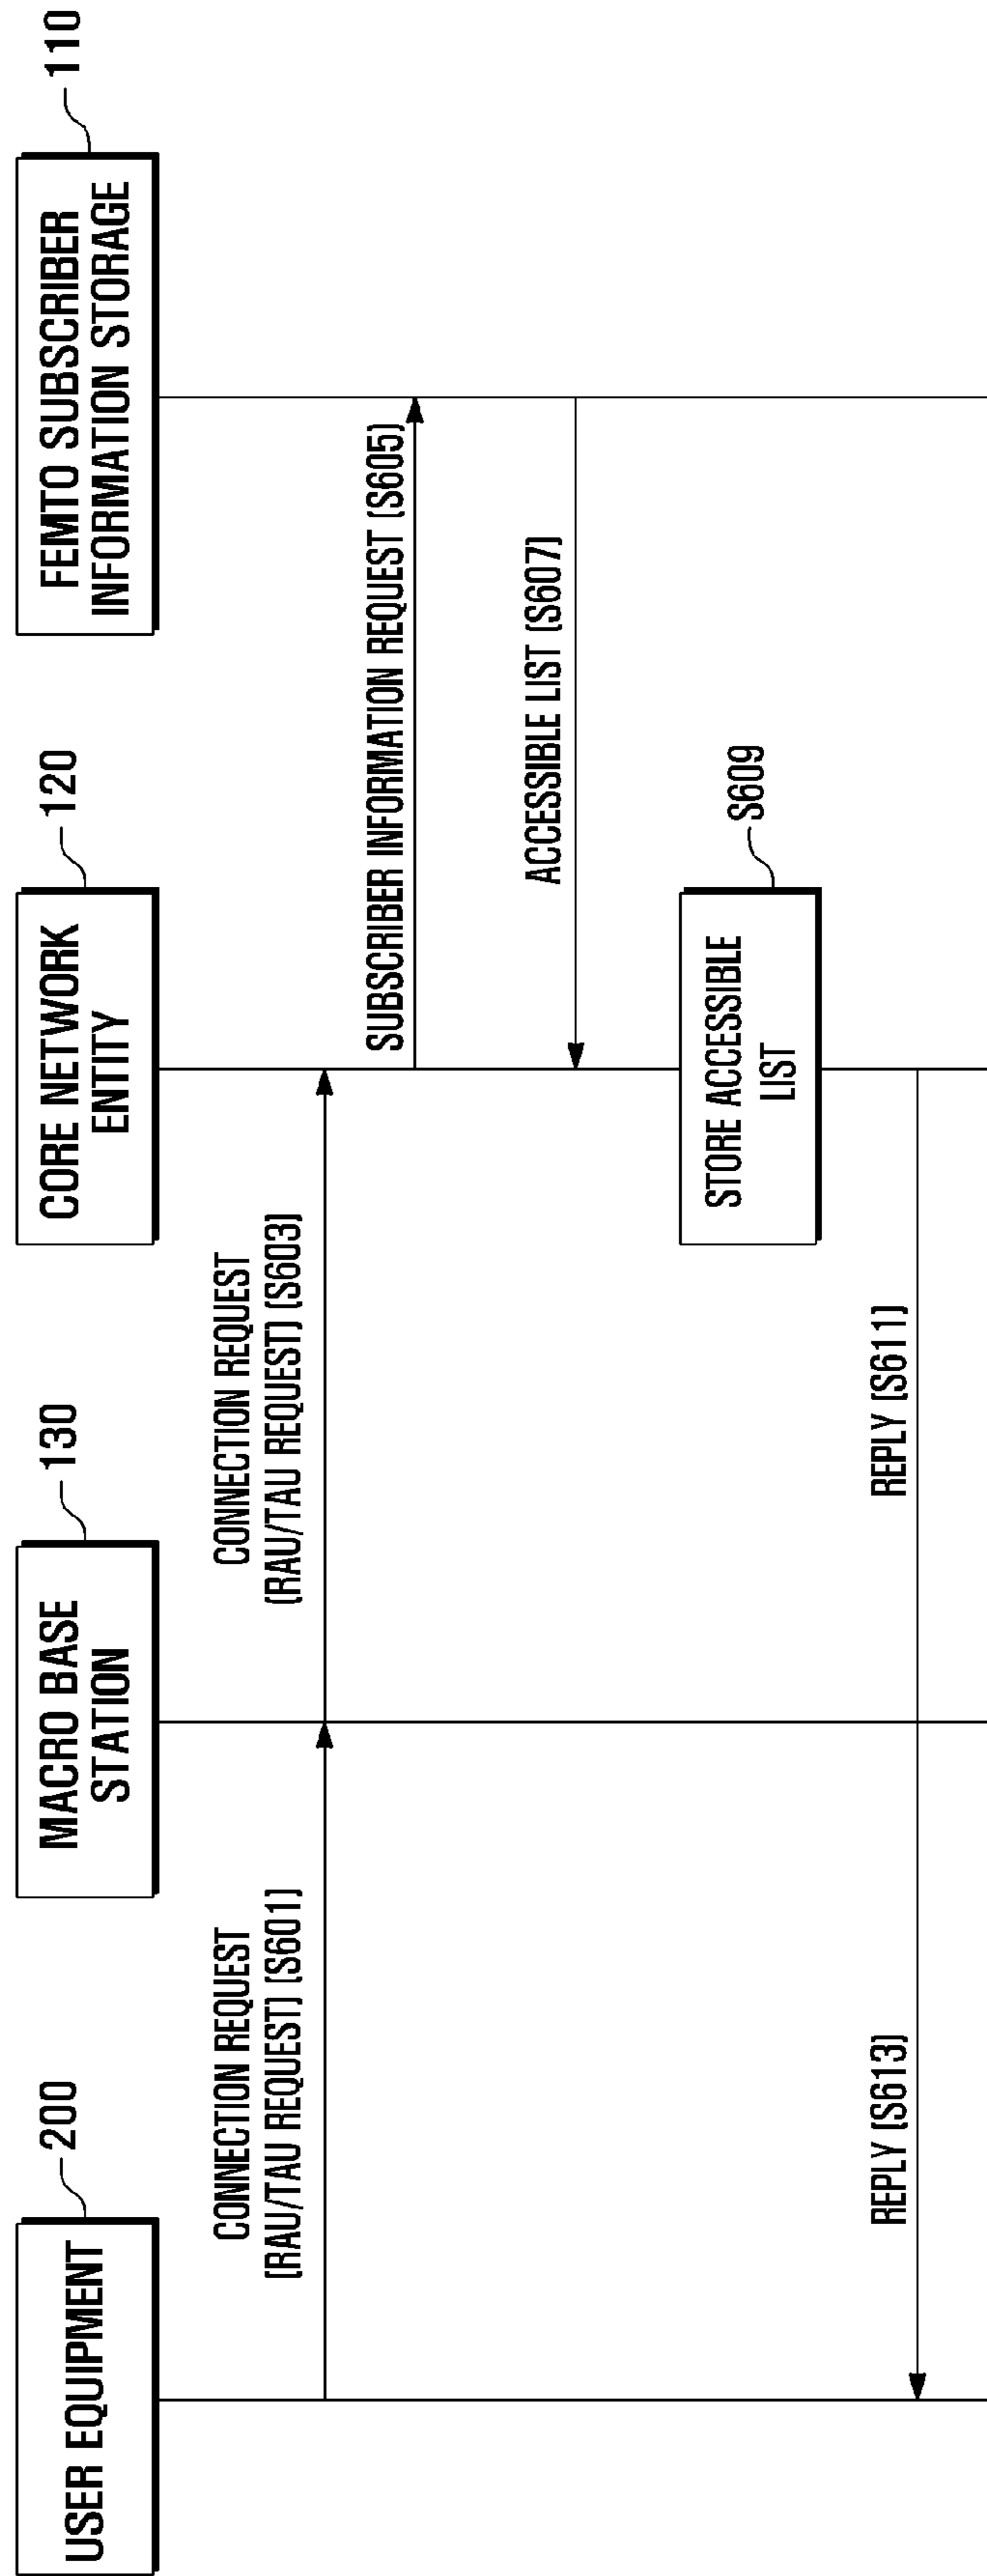 USER EQUIPMENT
200
MACRO BASE
STATION
130
CORE NETWORK
ENTITY
120
FEMTO SUBSCRIBER
INFORMATION STORAGE
110
CONNECTION REQUEST
(RAU/TAU REQUEST) (S601)
CONNECTION REQUEST
(RAU/TAU REQUEST) (S603)
SUBSCRIBER INFORMATION REQUEST (S605)
ACCESSIBLE LIST (S607)
STORE ACCESSIBLE
LIST
S609
REPLY (S611)
REPLY (S613)